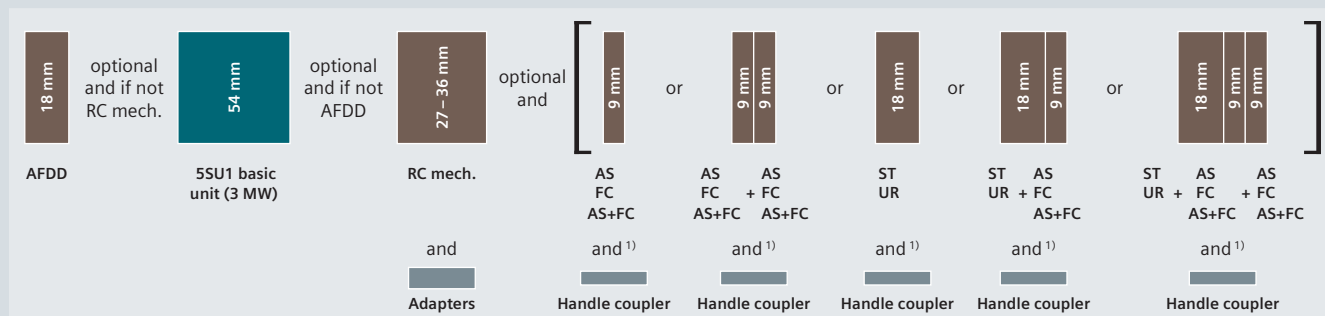 18 mm
optional
and if not
RC mech.
54 mm
optional
and if not
AFDD
27 – 36 mm
optional
and
9 mm
or
9 mm
9 mm
or
18 mm
or
18 mm
9 mm
or
18 mm
9 mm
9 mm
AFDD
5SU1 basic
unit (3 MW)
RC mech.
AS
FC
AS+FC
AS AS
FC + FC
AS+FC AS+FC
ST
UR
ST AS
UR + FC
AS+FC
ST AS AS
UR + FC + FC
AS+FC AS+FC
and
and 1)
and 1)
and 1)
and 1)
and 1)
Adapters
Handle coupler
Handle coupler
Handle coupler
Handle coupler
Handle coupler